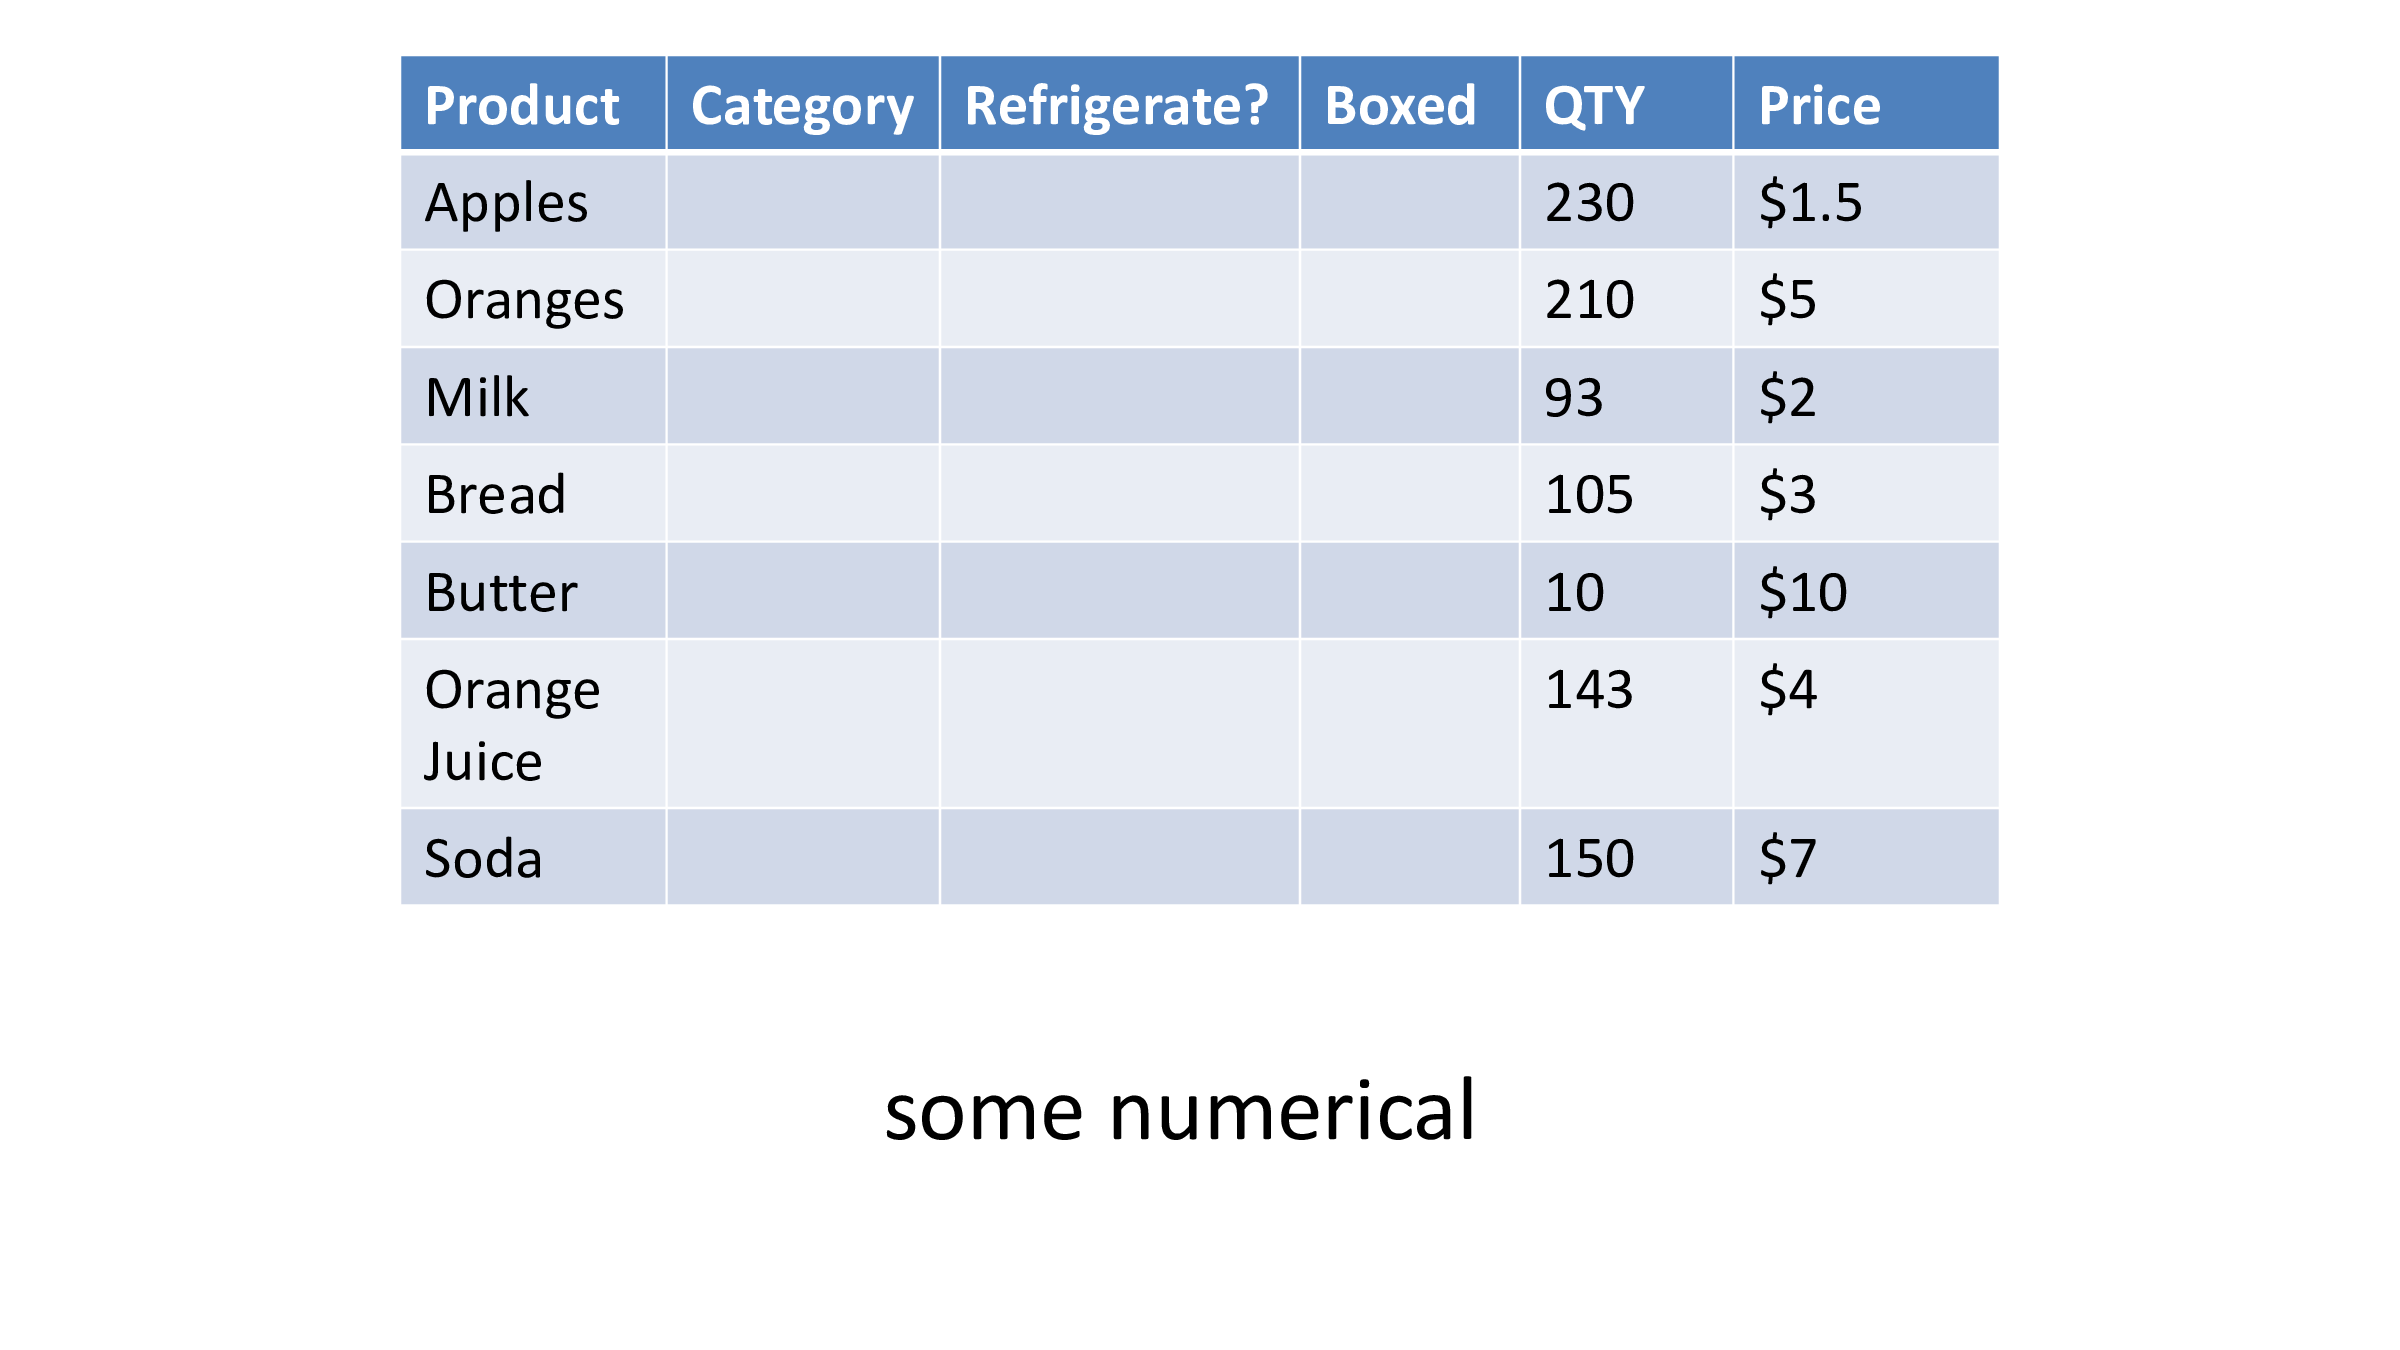 Product Category Refrigerate? Boxed QTY Price
Apples 230 $1.5
Oranges 210 $5
Milk 93 $2
Bread 105 $3
Butter 10 $10
Orange 143 $4
Juice
Soda 150 $7
some numerical